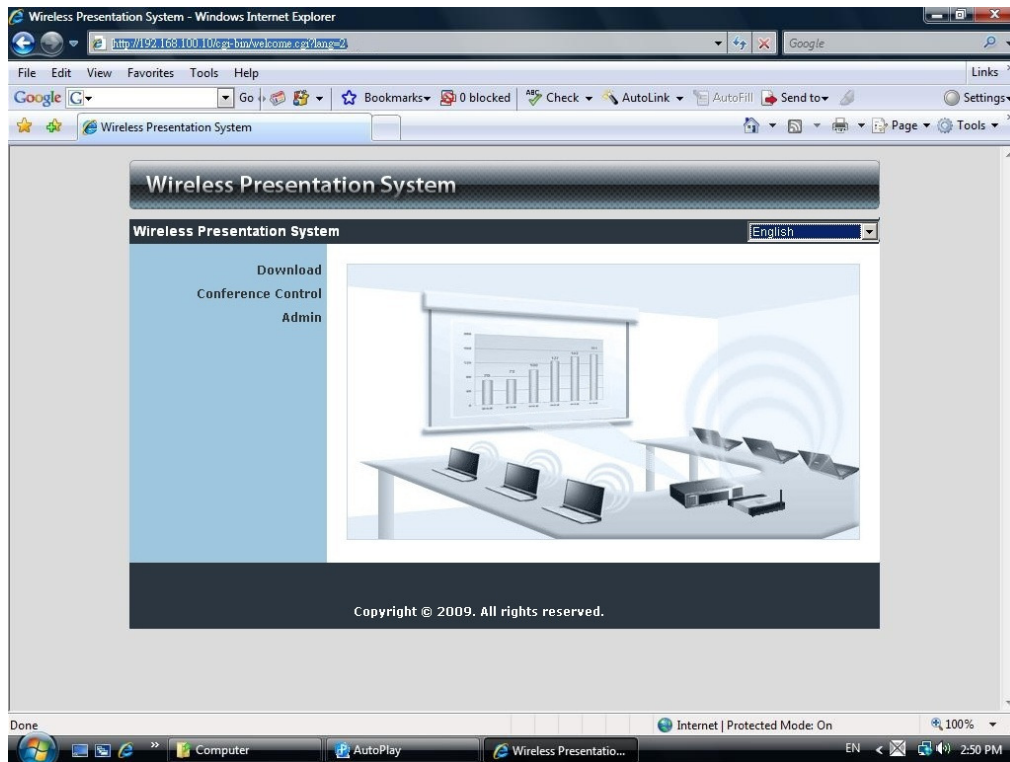 Wireless Presentation System - Windows Internet Explorer
http://192.168.100.10/cgi-bin/welcome.cgi?lang=2
Google
File Edit View Favorites Tools Help
Links
Google G Go Bookmarks 0 blocked ABC Check AutoLink AutoFill Send to Settings
Wireless Presentation System
Page Tools
Wireless Presentation System
Wireless Presentation System
English
Download
Conference Control
Admin
Copyright © 2009. All rights reserved.
Done
Internet | Protected Mode: On
100%
Computer
AutoPlay
Wireless Presentatio...
EN
2:50 PM